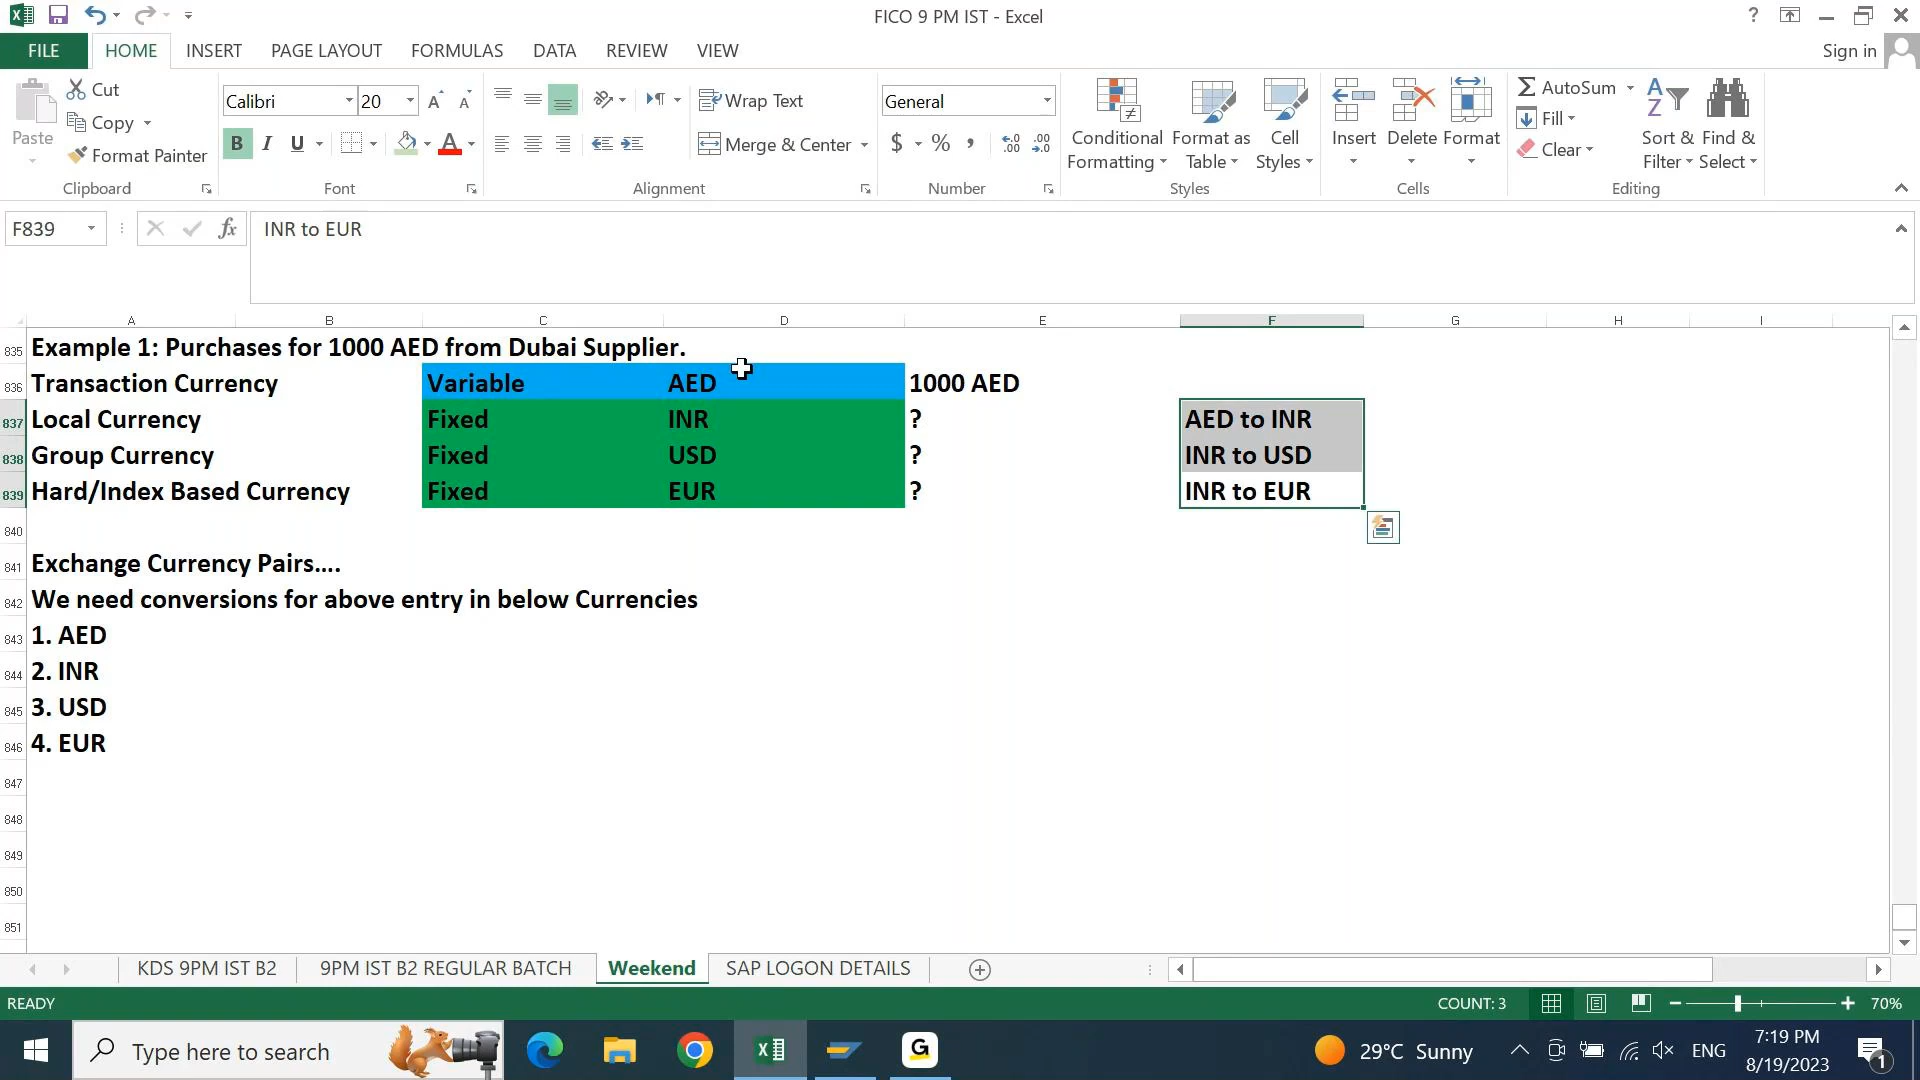 FICO 9 PM IST - Excel
?
FILE HOME INSERT PAGE LAYOUT FORMULAS DATA REVIEW VIEW Sign in
Paste
Cut
Copy
Format Painter
Clipboard
Calibri 20
B I U
Font
Wrap Text
Merge & Center
Alignment
General
$ % ,
Number
Conditional Formatting
Format as Table
Cell Styles
Styles
Insert Delete Format
Cells
AutoSum
Fill
Clear
Sort & Filter
Find & Select
Editing
F839 fx INR to EUR
A B C D E F G H I
835 Example 1: Purchases for 1000 AED from Dubai Supplier.
836 Transaction Currency Variable AED 1000 AED
837 Local Currency Fixed INR ? AED to INR
838 Group Currency Fixed USD ? INR to USD
839 Hard/Index Based Currency Fixed EUR ? INR to EUR
840
841 Exchange Currency Pairs....
842 We need conversions for above entry in below Currencies
843 1. AED
844 2. INR
845 3. USD
846 4. EUR
847
848
849
850
851
KDS 9PM IST B2 9PM IST B2 REGULAR BATCH Weekend SAP LOGON DETAILS
READY COUNT: 3 70%
Type here to search 29°C Sunny ENG 7:19 PM
8/19/2023 1